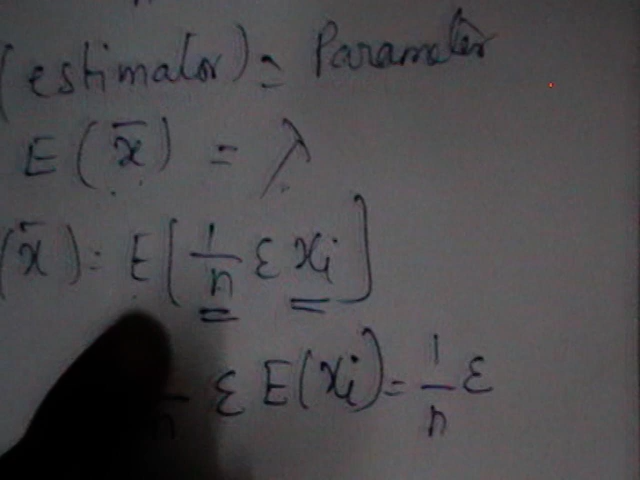 (estimator) = Parameter
E(x̄) = λ
(x̄) = E[1/n Ɛ xi]
/n Ɛ E(xi) = 1/n Ɛ